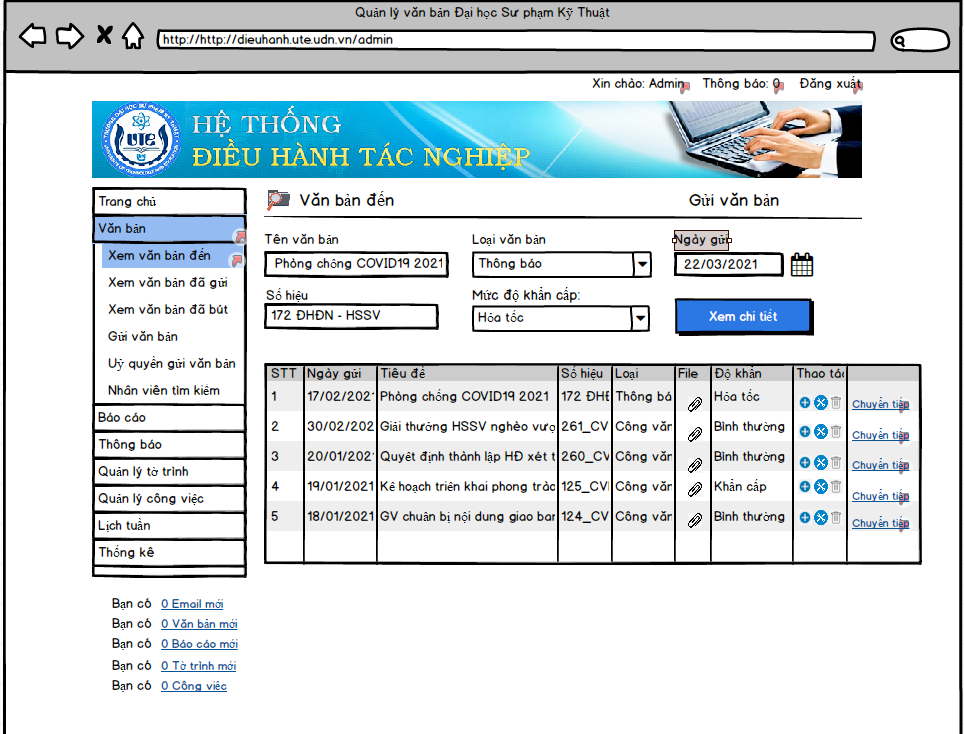 Quản lý văn bản Đại học Sư phạm Kỹ Thuật
http://http://dieuhanh.ute.udn.vn/admin
Xin chào: Admin Thông báo: 0 Đăng xuất
HỆ THỐNG
ĐIỀU HÀNH TÁC NGHIỆP
UTE
Trang chủ
Văn bản
Xem văn bản đến
Xem văn bản đã gửi
Xem văn bản đã bút
Gửi văn bản
Uỷ quyền gửi văn bản
Nhân viên tìm kiếm
Báo cáo
Thông báo
Quản lý tờ trình
Quản lý công việc
Lịch tuần
Thống kê
Bạn có 0 Email mới
Bạn có 0 Văn bản mới
Bạn có 0 Báo cáo mới
Bạn có 0 Tờ trình mới
Bạn có 0 Công viêc
Văn bản đến Gửi văn bản
Tên văn bản Loại văn bản Ngày gửi
Phòng chống COVID19 2021 Thông báo 22/03/2021
Số hiệu Mức độ khẩn cấp:
172 ĐHĐN - HSSV Hỏa tốc Xem chi tiết
STT Ngày gửi Tiêu đề Số hiệu Loại File Độ khẩn Thao tác
1 17/02/202 Phòng chống COVID19 2021 172 ĐHĐ Thông bá Hỏa tốc Chuyển tiếp
2 30/02/202 Giải thưởng HSSV nghèo vượ 261_CV Công văn Bình thường Chuyển tiếp
3 20/01/202 Quyết định thành lập HĐ xét t 260_CV Công văn Bình thường Chuyển tiếp
4 19/01/2021 Kế hoạch triển khai phong trào 125_CV Công văn Khẩn cấp Chuyển tiếp
5 18/01/2021 GV chuẩn bị nội dung giao ban 124_CV Công văn Bình thường Chuyển tiếp